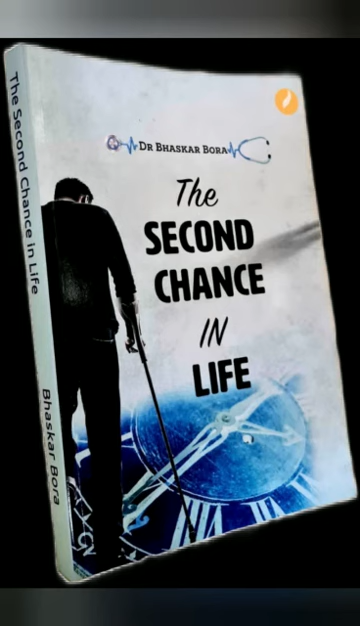 The Second Chance in Life
Bhaskar Bora
DR BHASKAR BORA
The
SECOND
CHANCE
IN
LIFE